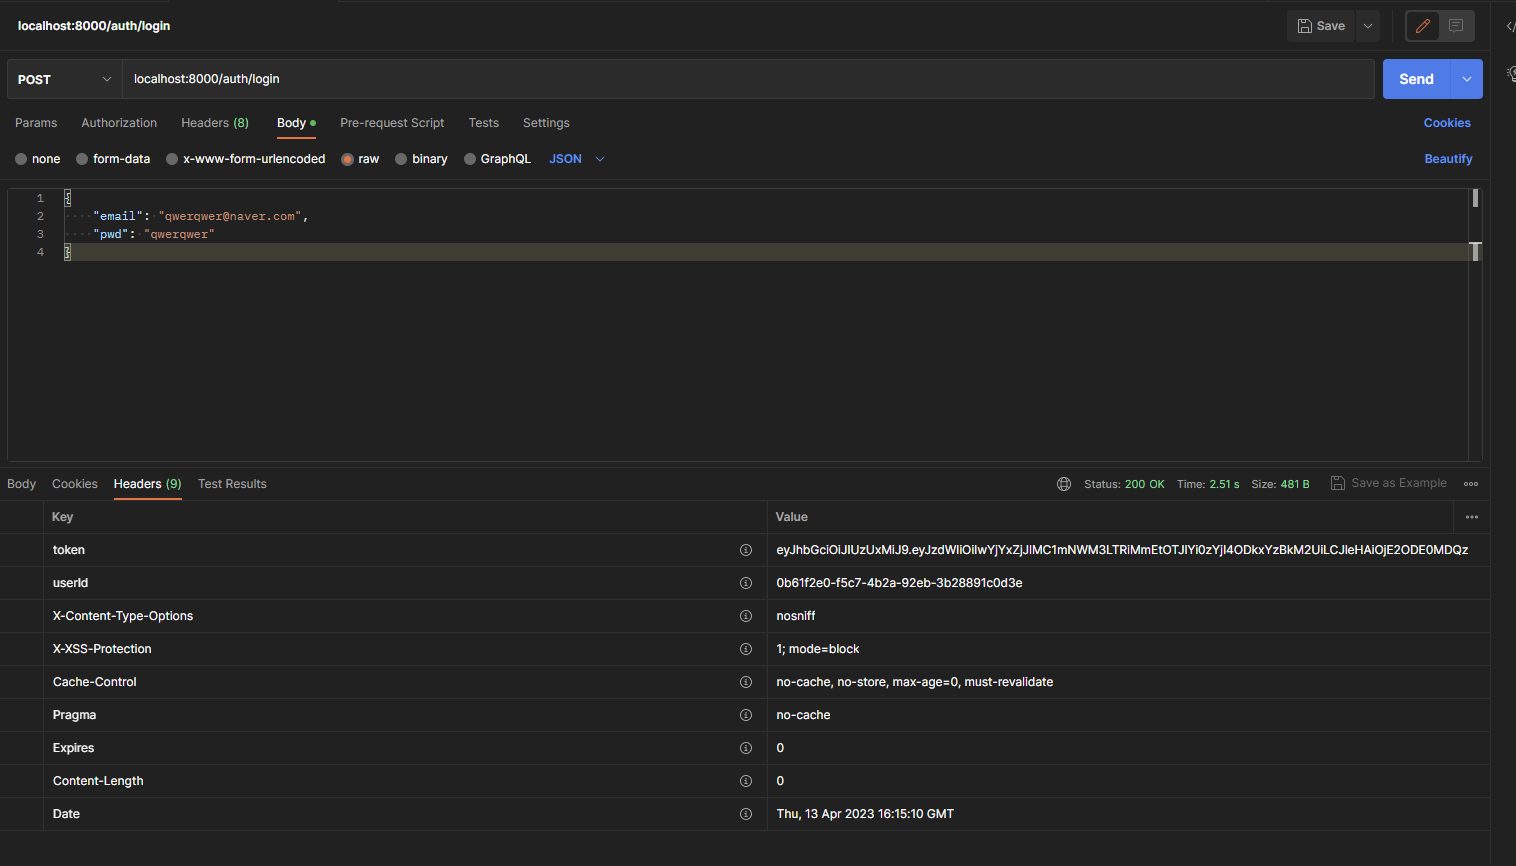 localhost:8000/auth/login
Save
POST
localhost:8000/auth/login
Send
Params Authorization Headers (8) Body Pre-request Script Tests Settings Cookies
none form-data x-www-form-urlencoded raw binary GraphQL JSON Beautify
1 {
2 "email": "qwerqwer@naver.com",
3 "pwd": "qwerqwer"
4 }
Body Cookies Headers (9) Test Results Status: 200 OK Time: 2.51 s Size: 481 B Save as Example
Key Value
token
userId 0b61f2e0-f5c7-4b2a-92eb-3b28891c0d3e
X-Content-Type-Options nosniff
X-XSS-Protection 1; mode=block
Cache-Control no-cache, no-store, max-age=0, must-revalidate
Pragma no-cache
Expires 0
Content-Length 0
Date Thu, 13 Apr 2023 16:15:10 GMT